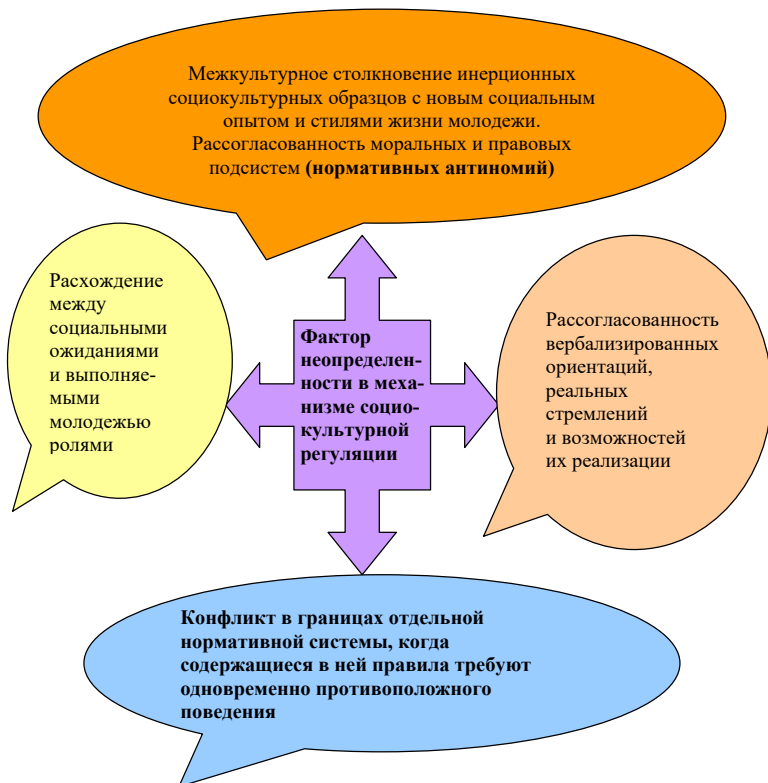 Межкультурное столкновение инерционных
социокультурных образцов с новым социальным
опытом и стилями жизни молодежи.
Рассогласованность моральных и правовых
подсистем (нормативных антиномий)
Расхождение
между
социальными
ожиданиями
и выполняе-
мыми
молодежью
ролями
Фактор
неопределен-
ности в меха-
низме социо-
культурной
регуляции
Рассогласованность
вербализированных
ориентаций,
реальных
стремлений
и возможностей
их реализации
Конфликт в границах отдельной
нормативной системы, когда
содержащиеся в ней правила требуют
одновременно противоположного
поведения